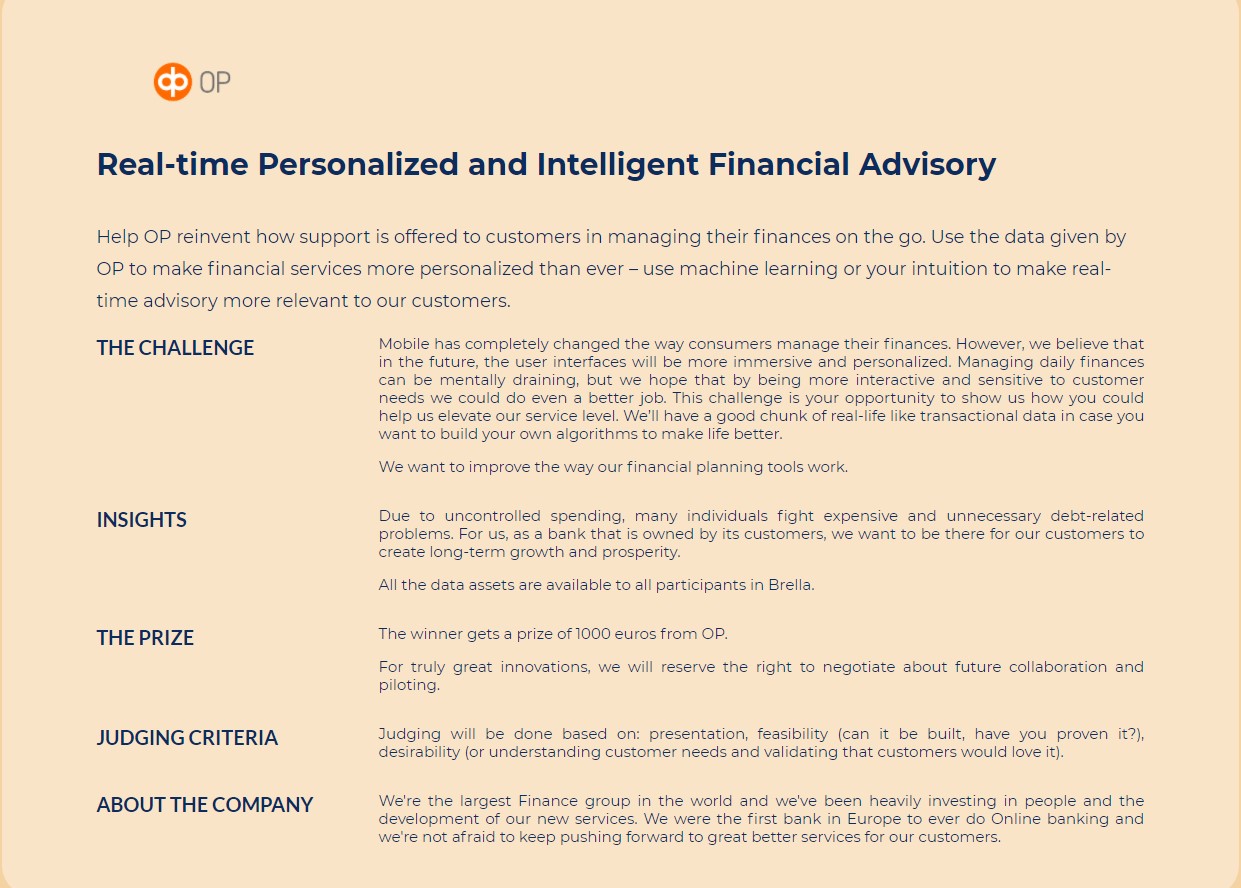 OP
Real-time Personalized and Intelligent Financial Advisory
Help OP reinvent how support is offered to customers in managing their finances on the go. Use the data given by
OP to make financial services more personalized than ever – use machine learning or your intuition to make real-
time advisory more relevant to our customers.
THE CHALLENGE
Mobile has completely changed the way consumers manage their finances. However, we believe that
in the future, the user interfaces will be more immersive and personalized. Managing daily finances
can be mentally draining, but we hope that by being more interactive and sensitive to customer
needs we could do even a better job. This challenge is your opportunity to show us how you could
help us elevate our service level. We'll have a good chunk of real-life like transactional data in case you
want to build your own algorithms to make life better.
We want to improve the way our financial planning tools work.
INSIGHTS
Due to uncontrolled spending, many individuals fight expensive and unnecessary debt-related
problems. For us, as a bank that is owned by its customers, we want to be there for our customers to
create long-term growth and prosperity.
All the data assets are available to all participants in Brella.
THE PRIZE
The winner gets a prize of 1000 euros from OP.
For truly great innovations, we will reserve the right to negotiate about future collaboration and
piloting.
JUDGING CRITERIA
Judging will be done based on: presentation, feasibility (can it be built, have you proven it?),
desirability (or understanding customer needs and validating that customers would love it).
ABOUT THE COMPANY
We're the largest Finance group in the world and we've been heavily investing in people and the
development of our new services. We were the first bank in Europe to ever do Online banking and
we're not afraid to keep pushing forward to great better services for our customers.